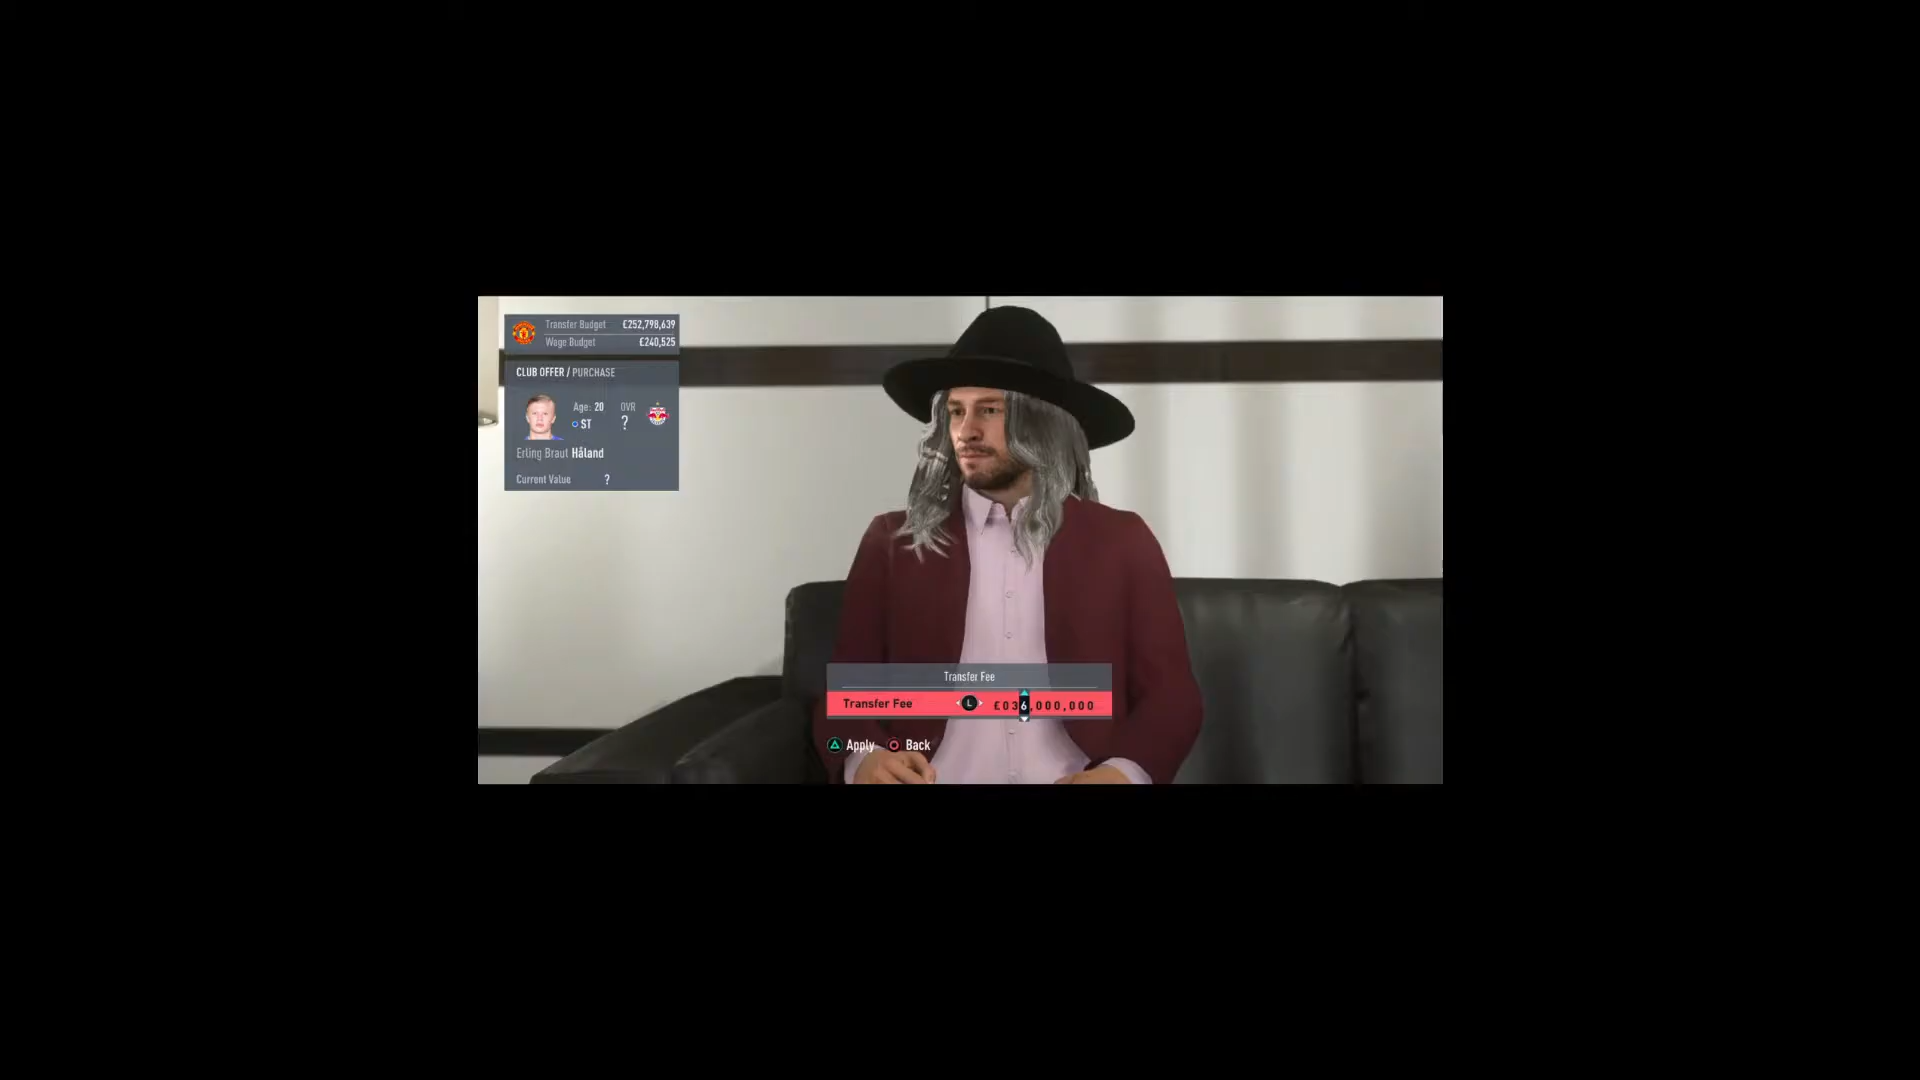 Transfer Budget £252,798,639
Wage Budget £240,525
CLUB OFFER / PURCHASE
Age: 20 OVR
ST ?
Erling Braut Håland
Current Value ?
Transfer Fee
Transfer Fee L £036,000,000
Apply Back